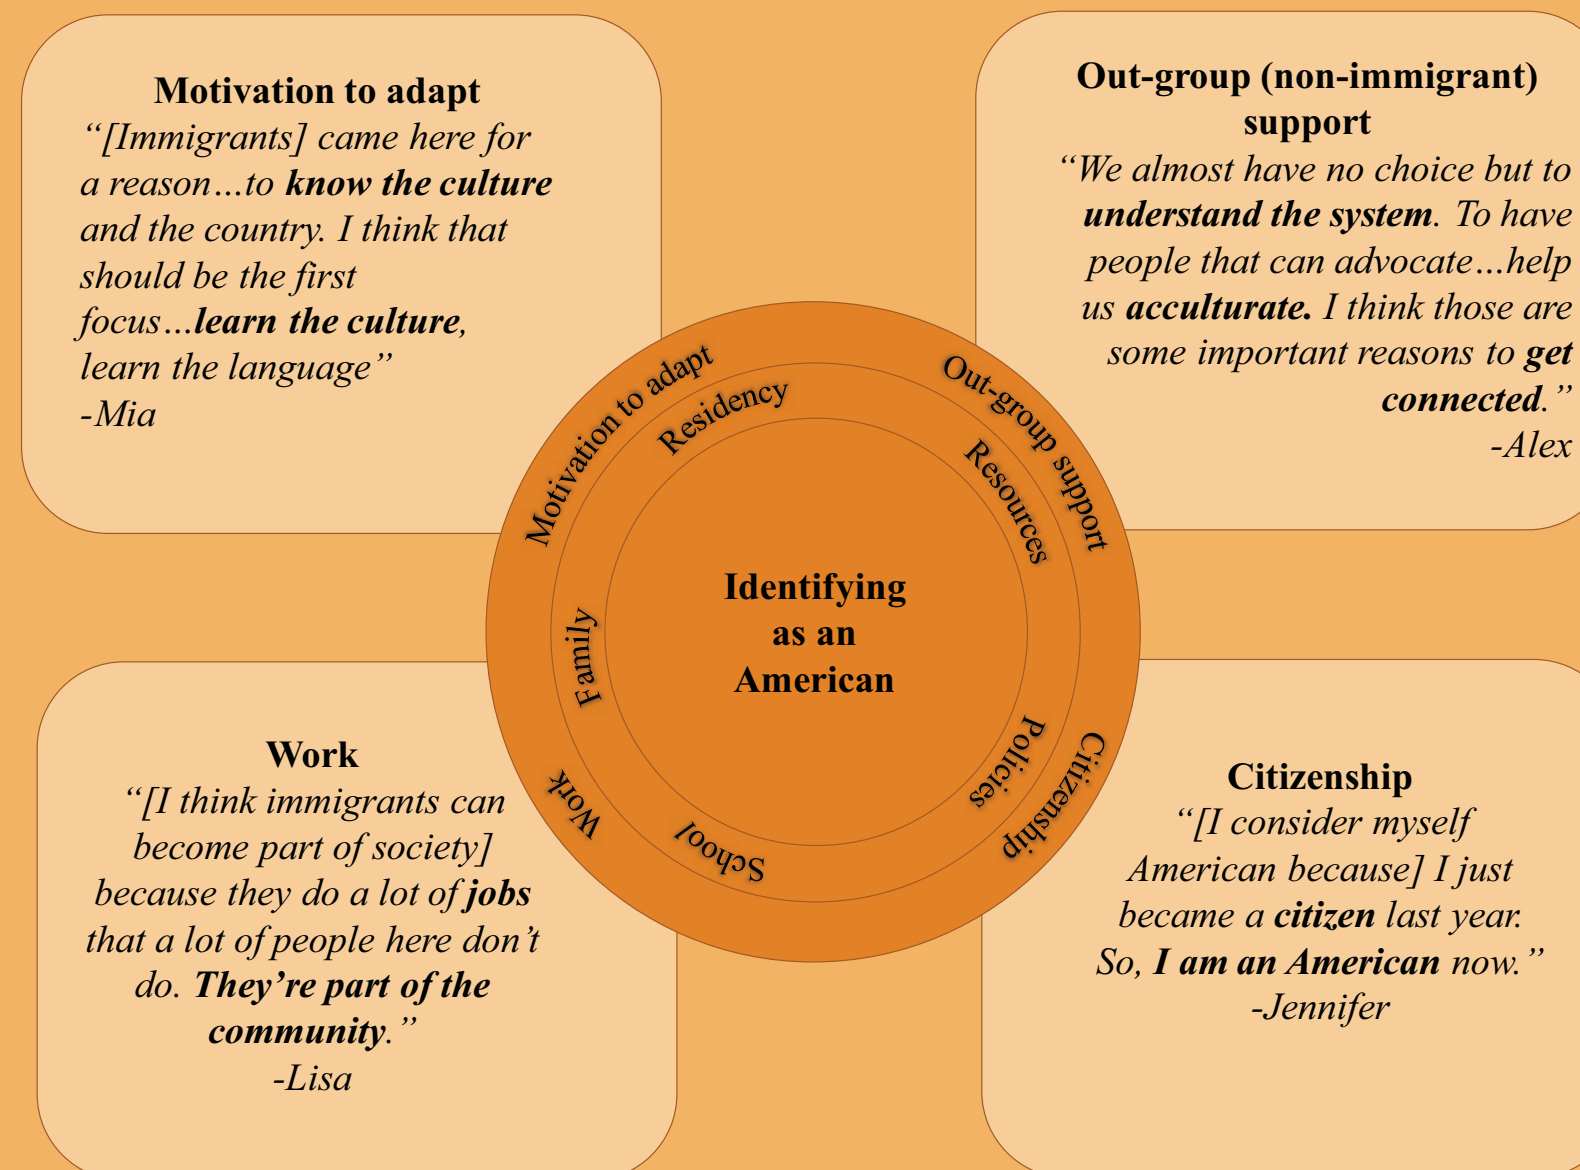 Motivation to adapt
“[Immigrants] came here for
a reason…to know the culture
and the country. I think that
should be the first
focus…learn the culture,
learn the language”
-Mia
Out-group (non-immigrant)
support
“We almost have no choice but to
understand the system. To have
people that can advocate…help
us acculturate. I think those are
some important reasons to get
connected.”
-Alex
Motivation to adapt
Out-group support
Residency
Resources
Identifying
as an
American
Family
Policies
Citizenship
Work
School
Work
“[I think immigrants can
become part of society]
because they do a lot of jobs
that a lot of people here don’t
do. They’re part of the
community.”
-Lisa
Citizenship
“[I consider myself
American because] I just
became a citizen last year.
So, I am an American now.”
-Jennifer